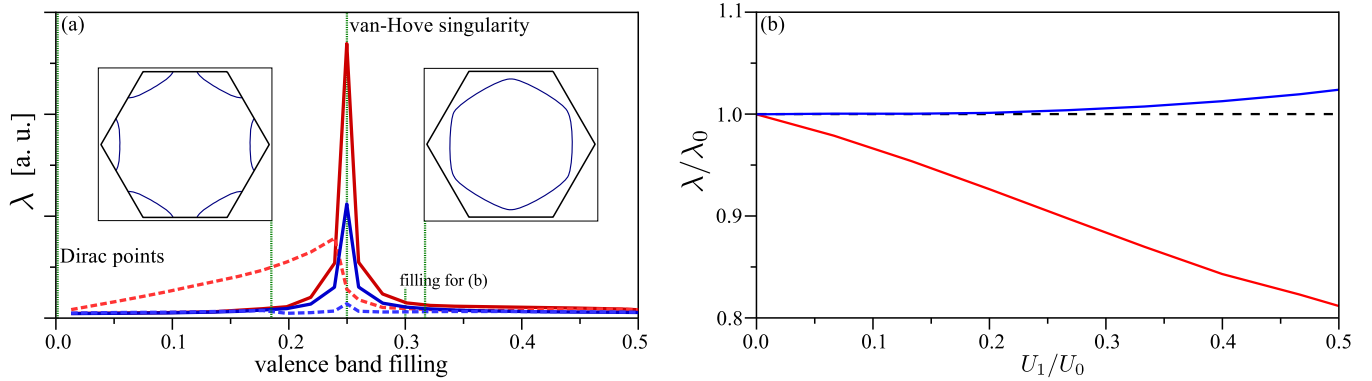 (a)
van-Hove singularity
λ [a. u.]
Dirac points
filling for (b)
0.0 0.1 0.2 0.3 0.4 0.5
valence band filling
(b)
1.1
1.0
0.9
0.8
λ/λ0
0.0 0.1 0.2 0.3 0.4 0.5
U1/U0